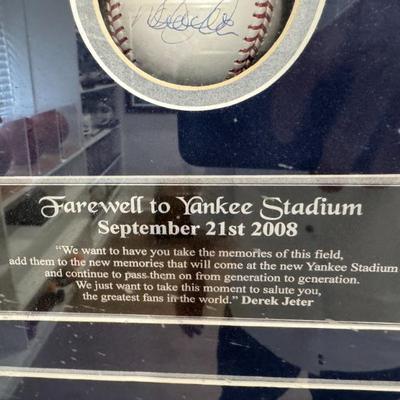 Farewell to Yankee Stadium
September 21st 2008
"We want to have you take the memories of this field,
add them to the new memories that will come at the new Yankee Stadium
and continue to pass them on from generation to generation.
We just want to take this moment to salute you,
the greatest fans in the world." Derek Jeter